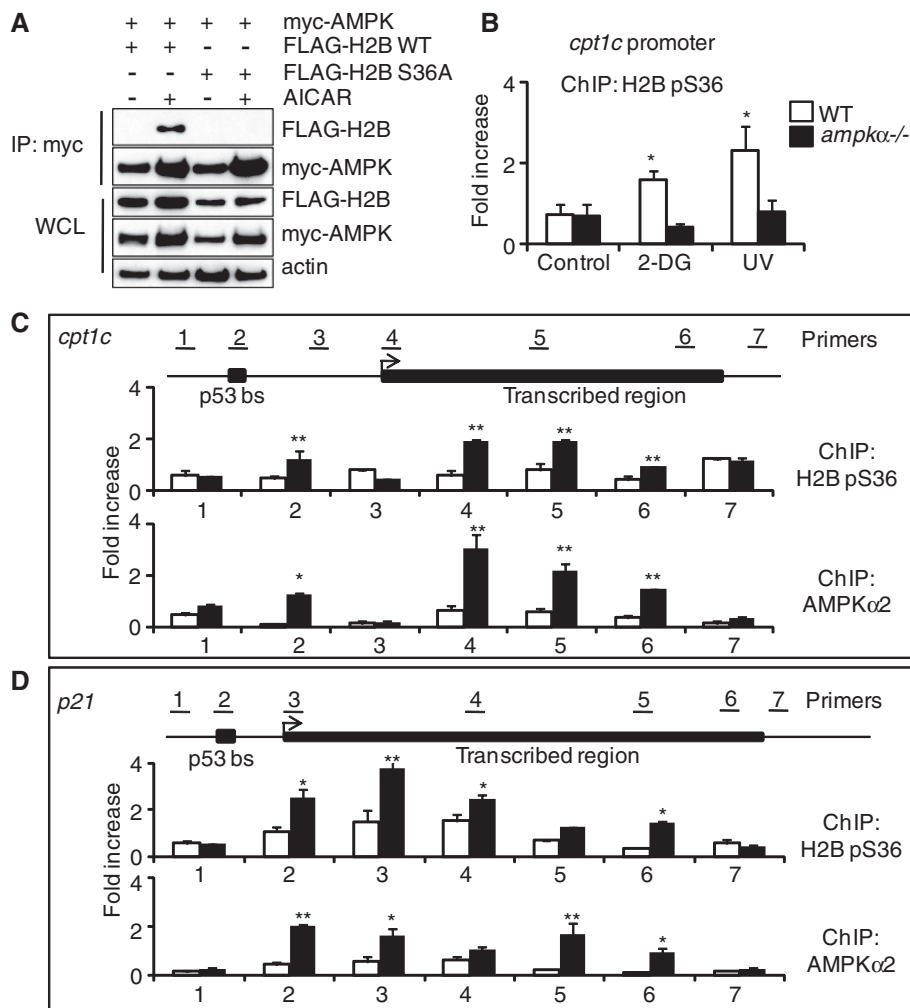 A
+ + + + myc-AMPK
+ + - - FLAG-H2B WT
- - + + FLAG-H2B S36A
- + - + AICAR
IP: myc
FLAG-H2B
myc-AMPK
WCL
FLAG-H2B
myc-AMPK
actin
B
cpt1c promoter
ChIP: H2B pS36
WT
ampkα-/-
Fold increase
4
2
0
* *
Control 2-DG UV
C
cpt1c
1 2 3 4 5 6 7 Primers
p53 bs Transcribed region
Fold increase
4
2
0
** ** ** **
1 2 3 4 5 6 7
ChIP:
H2B pS36
4
2
0
* ** ** **
1 2 3 4 5 6 7
ChIP:
AMPKα2
D
p21
1 2 3 4 5 6 7 Primers
p53 bs Transcribed region
Fold increase
4
2
0
* ** * *
1 2 3 4 5 6 7
ChIP:
H2B pS36
4
2
0
** * ** *
1 2 3 4 5 6 7
ChIP:
AMPKα2